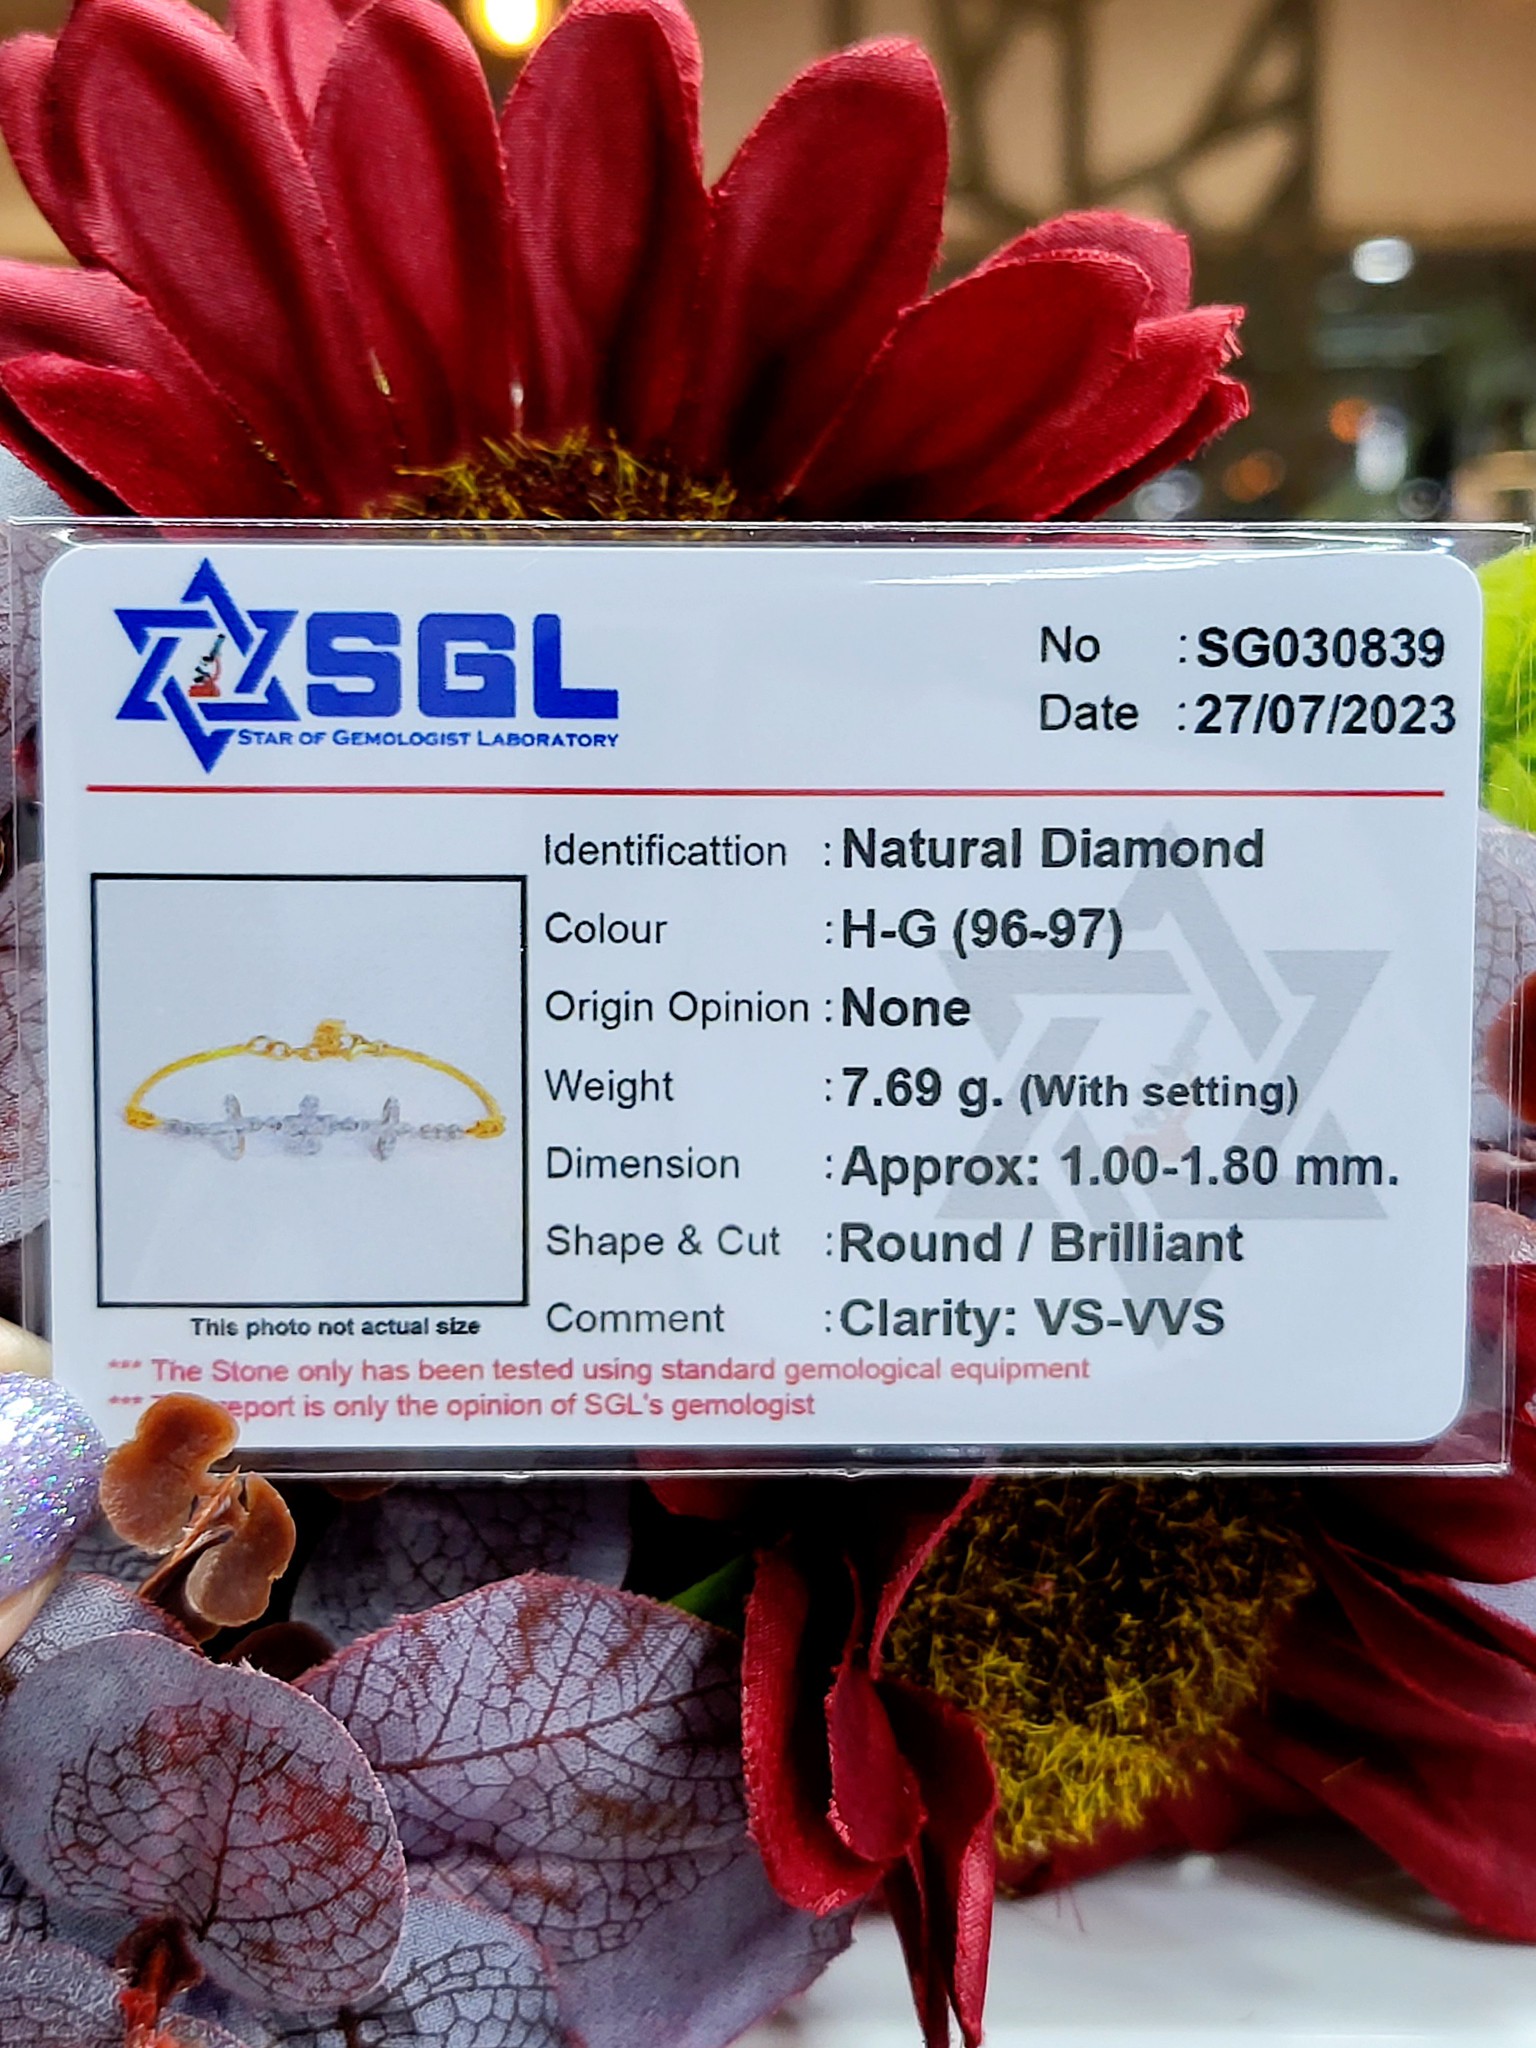 SGL
STAR OF GEMOLOGIST LABORATORY
No : SG030839
Date : 27/07/2023
Identificattion : Natural Diamond
Colour : H-G (96-97)
Origin Opinion : None
Weight : 7.69 g. (With setting)
Dimension : Approx: 1.00-1.80 mm.
Shape & Cut : Round / Brilliant
Comment : Clarity: VS-VVS
This photo not actual size
*** The Stone only has been tested using standard gemological equipment
*** report is only the opinion of SGL's gemologist